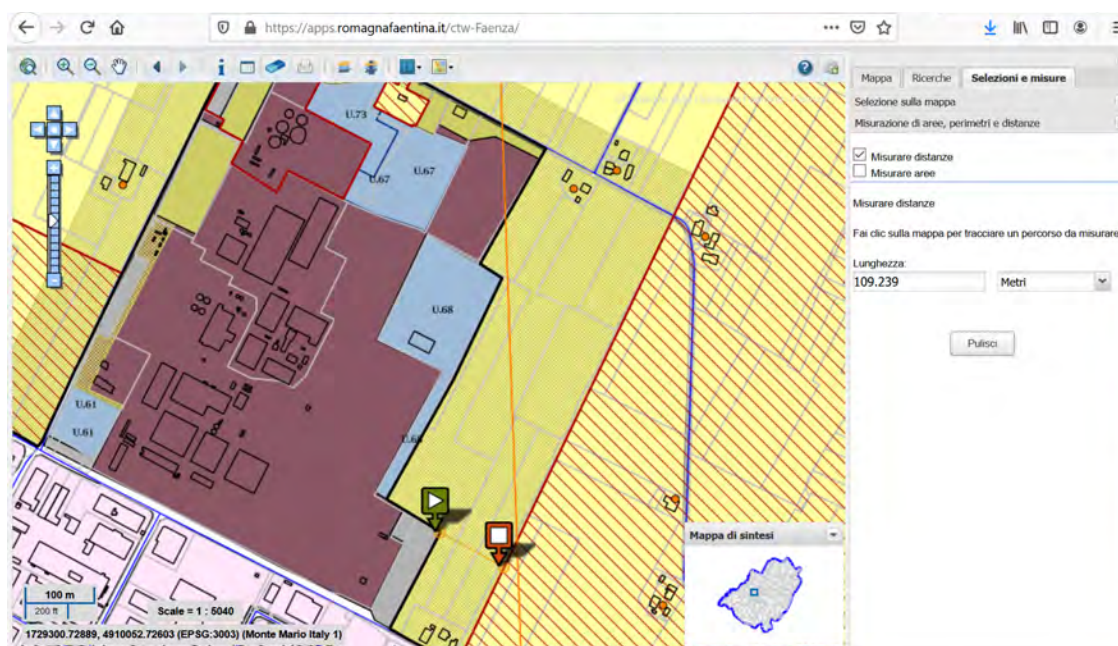 https://apps.romagnafaentina.it/ctw-Faenza/
Mappa
Ricerche
Selezioni e misure
Selezione sulla mappa
Misurazione di aree, perimetri e distanze
Misurare distanze
Misurare aree
Misurare distanze
Fai clic sulla mappa per tracciare un percorso da misurare
Lunghezza:
109.239
Metri
Pulisci
U.73
U.67
U.67
U.68
U.61
U.61
Mappa di sintesi
100 m
200 ft
Scale = 1 : 5040
1729300.72889, 4910052.72603 (EPSG:3003) (Monte Mario Italy 1)